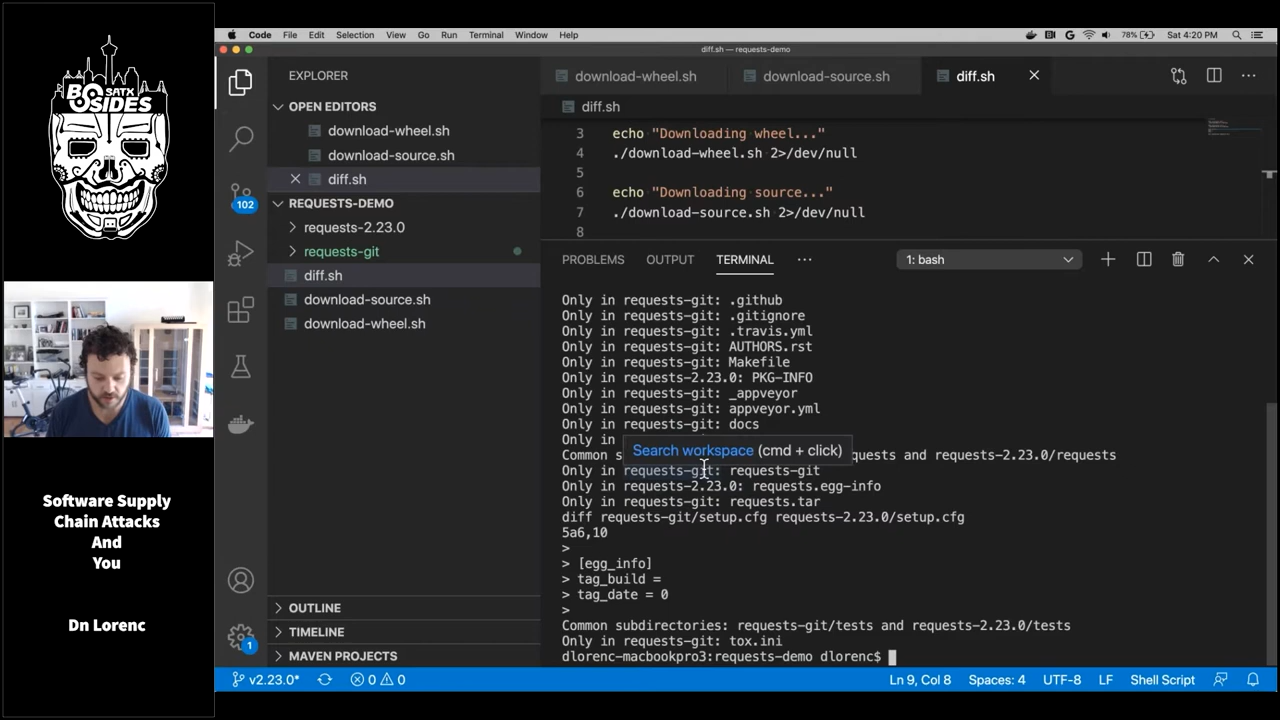 Code File Edit Selection View Go Run Terminal Window Help
78% Sat 4:20 PM
diff.sh — requests-demo
BSIDES
SATX
Software Supply
Chain Attacks
And
You
Dn Lorenc
EXPLORER
OPEN EDITORS
download-wheel.sh
download-source.sh
diff.sh
REQUESTS-DEMO
requests-2.23.0
requests-git
diff.sh
download-source.sh
download-wheel.sh
102
1
OUTLINE
TIMELINE
MAVEN PROJECTS
download-wheel.sh download-source.sh diff.sh
diff.sh
3 echo "Downloading wheel..."
4 ./download-wheel.sh 2>/dev/null
5
6 echo "Downloading source..."
7 ./download-source.sh 2>/dev/null
8
PROBLEMS OUTPUT TERMINAL ··· 1: bash
Only in requests-git: .github
Only in requests-git: .gitignore
Only in requests-git: .travis.yml
Only in requests-git: AUTHORS.rst
Only in requests-git: Makefile
Only in requests-2.23.0: PKG-INFO
Only in requests-git: _appveyor
Only in requests-git: appveyor.yml
Only in requests-git: docs
Only in
Search workspace (cmd + click)
Common s quests and requests-2.23.0/requests
Only in requests-git: requests-git
Only in requests-2.23.0: requests.egg-info
Only in requests-git: requests.tar
diff requests-git/setup.cfg requests-2.23.0/setup.cfg
5a6,10
>
> [egg_info]
> tag_build =
> tag_date = 0
>
Common subdirectories: requests-git/tests and requests-2.23.0/tests
Only in requests-git: tox.ini
dlorenc-macbookpro3:requests-demo dlorenc$
v2.23.0* 0 0 Ln 9, Col 8 Spaces: 4 UTF-8 LF Shell Script